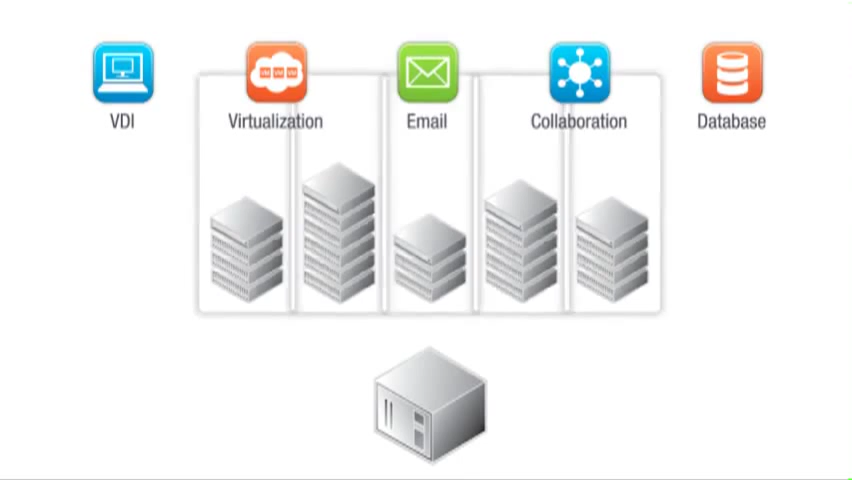 VDI
Virtualization
Email
Collaboration
Database